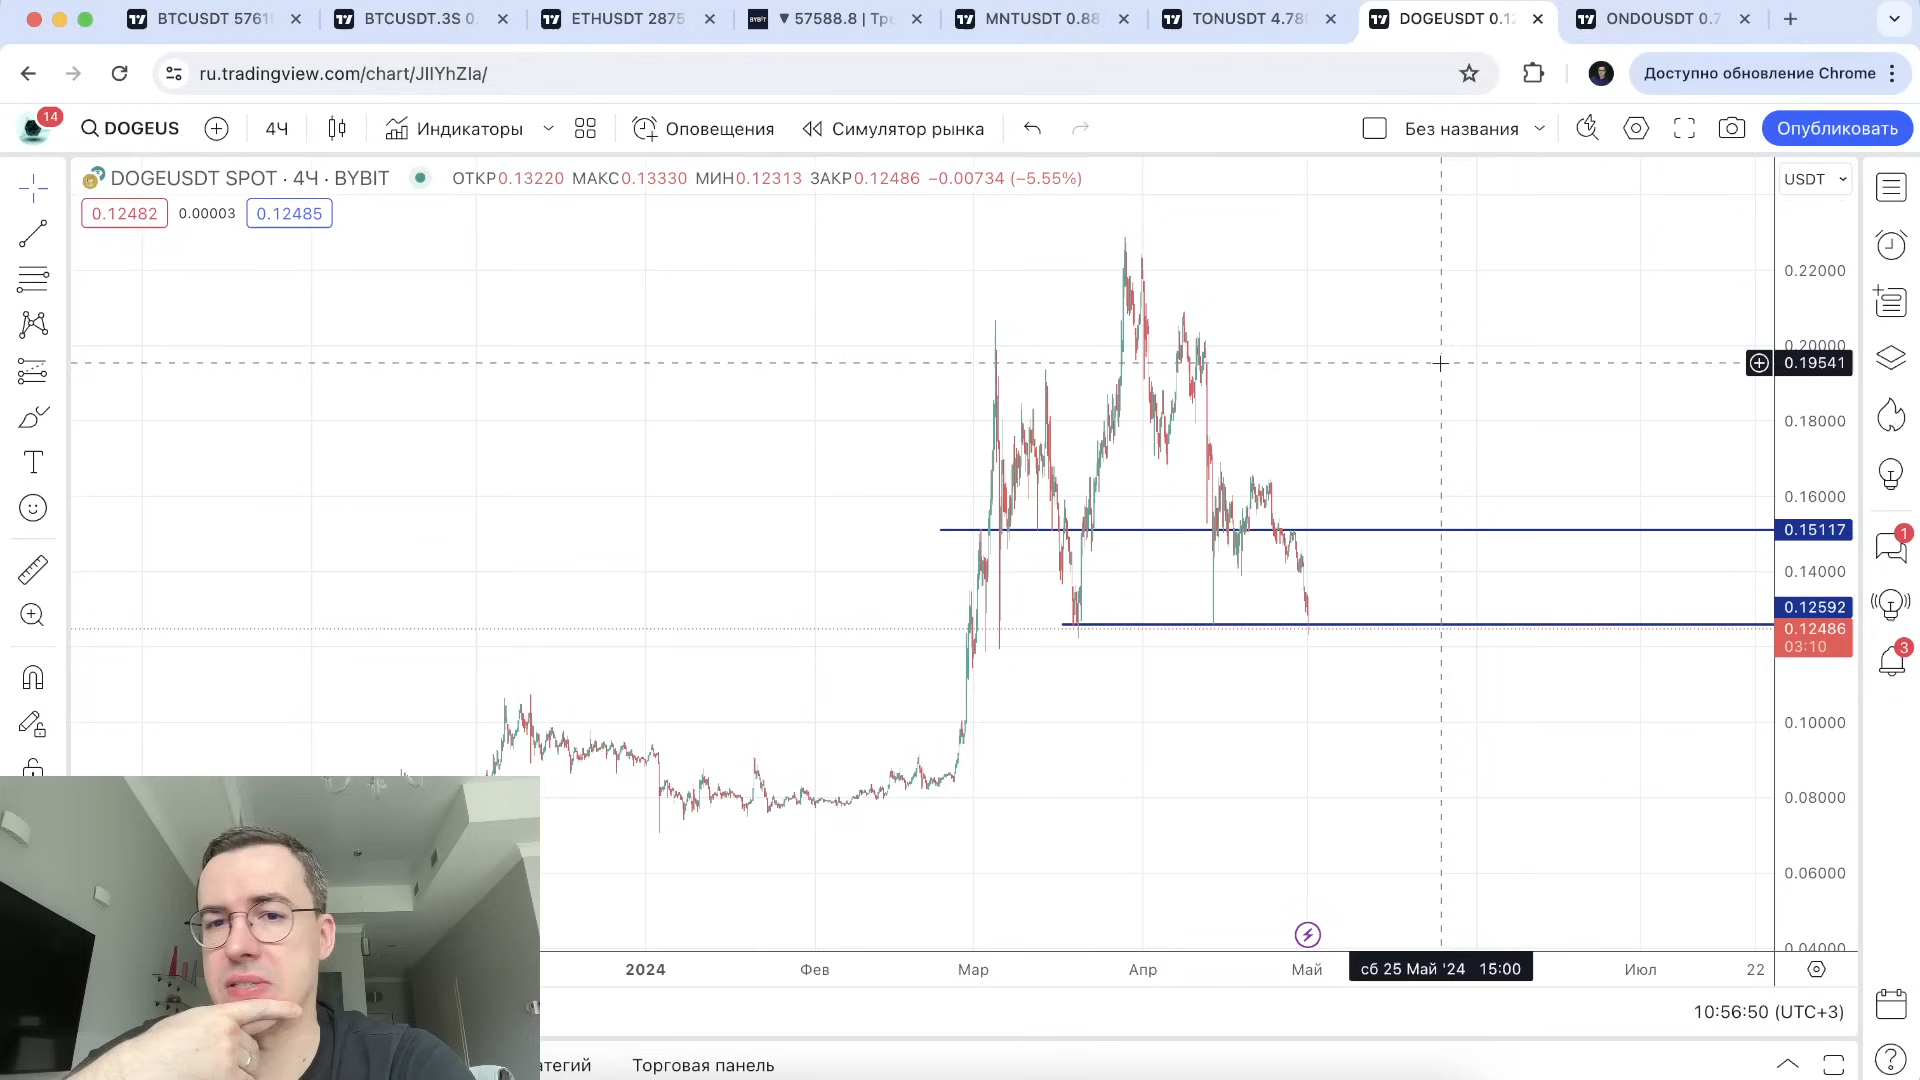 BTCUSDT 5761
BTCUSDT.3S 0.
ETHUSDT 2875
BYBIT
▼ 57588.8 | Тре
MNTUSDT 0.88
TONUSDT 4.78
DOGEUSDT 0.12
ONDOUSDT 0.7
ru.tradingview.com/chart/JIIYhZIa/
Доступно обновление Chrome
14
DOGEUS
4Ч
Индикаторы
Оповещения
Симулятор рынка
Без названия
Опубликовать
DOGEUSDT SPOT · 4Ч · BYBIT
ОТКР0.13220 МАКС0.13330 МИН0.12313 ЗАКР0.12486 −0.00734 (−5.55%)
USDT
0.12482 0.00003 0.12485
0.22000
0.20000
0.19541
0.18000
0.16000
0.15117
0.14000
0.12592
0.12486
03:10
0.10000
0.08000
0.06000
0.04000
1
3
2024 Фев Мар Апр Май сб 25 Май '24 15:00 Июл 22
10:56:50 (UTC+3)
атегий
Торговая панель